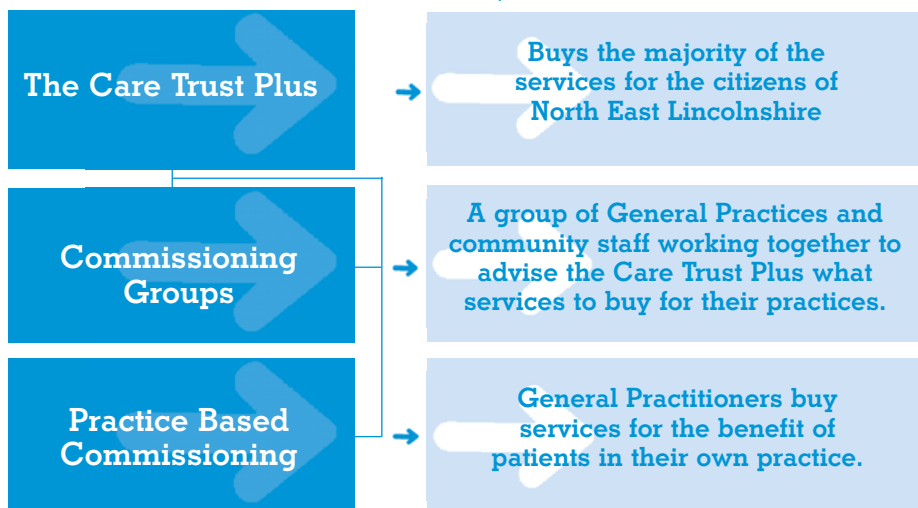 The Care Trust Plus
Buys the majority of the
services for the citizens of
North East Lincolnshire
Commissioning
Groups
A group of General Practices and
community staff working together to
advise the Care Trust Plus what
services to buy for their practices.
Practice Based
Commissioning
General Practitioners buy
services for the benefit of
patients in their own practice.